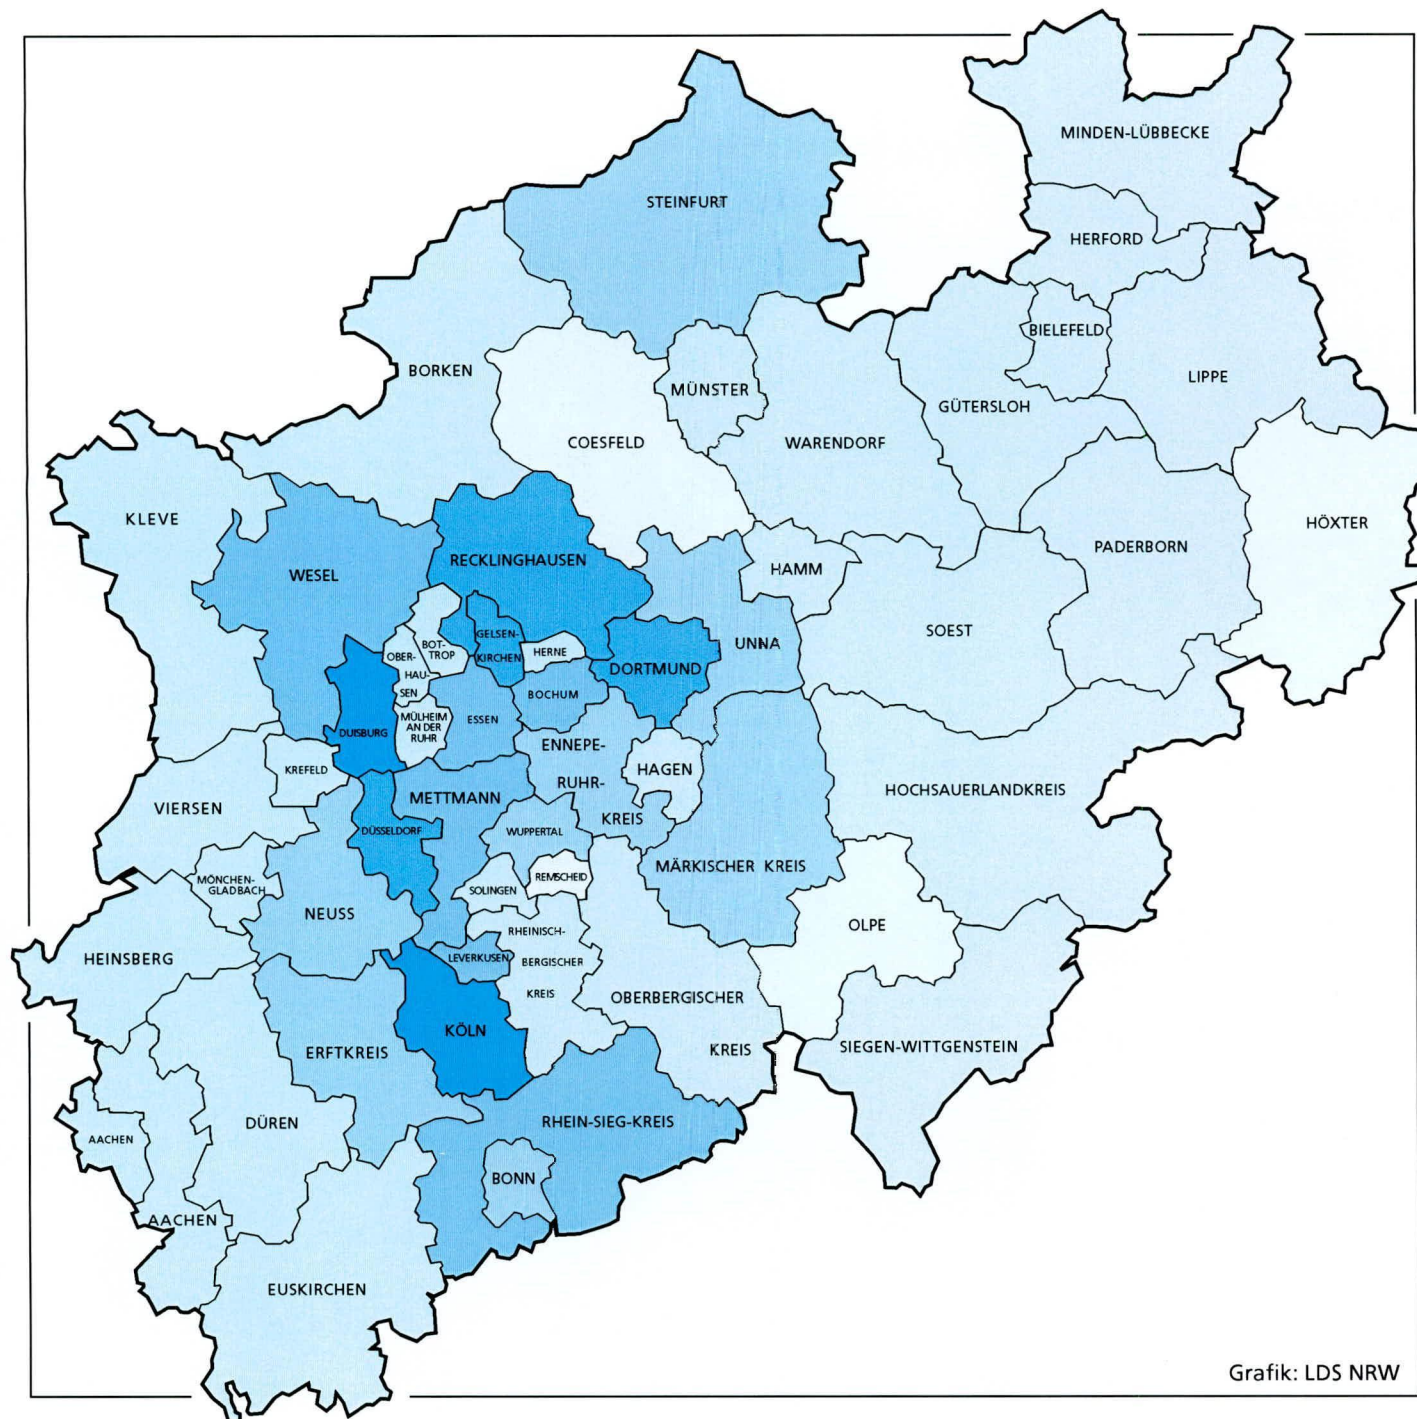 MINDEN-LÜBBECKE
STEINFURT
HERFORD
BIELEFELD
BORKEN
LIPPE
MÜNSTER
GÜTERSLOH
COESFELD
WARENDORF
KLEVE
HÖXTER
PADERBORN
RECKLINGHAUSEN
HAMM
WESEL
SOEST
GELSEN-
KIRCHEN
BOT-
TROP
HERNE
UNNA
OBER-
HAU-
SEN
DORTMUND
BOCHUM
ESSEN
MÜLHEIM
AN DER
RUHR
DUISBURG
ENNEPE-
RUHR-
KREIS
HAGEN
KREFELD
HOCHSAUERLANDKREIS
METTMANN
VIERSEN
DÜSSELDORF
WUPPERTAL
MÄRKISCHER KREIS
REMSCHEID
SOLINGEN
MÖNCHEN-
GLADBACH
NEUSS
OLPE
RHEINISCH-
BERGISCHER
KREIS
HEINSBERG
LEVERKUSEN
OBERBERGISCHER
KREIS
KÖLN
ERFTKREIS
SIEGEN-WITTGENSTEIN
DÜREN
RHEIN-SIEG-KREIS
AACHEN
BONN
AACHEN
EUSKIRCHEN
Grafik: LDS NRW